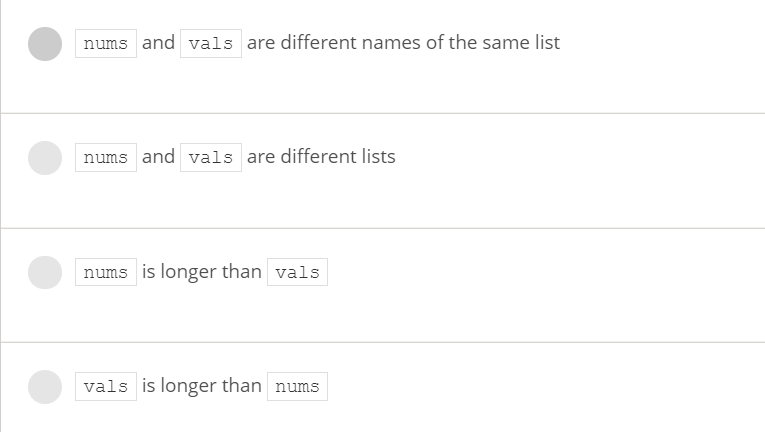 nums and vals are different names of the same list
nums and vals are different lists
nums is longer than vals
vals is longer than nums